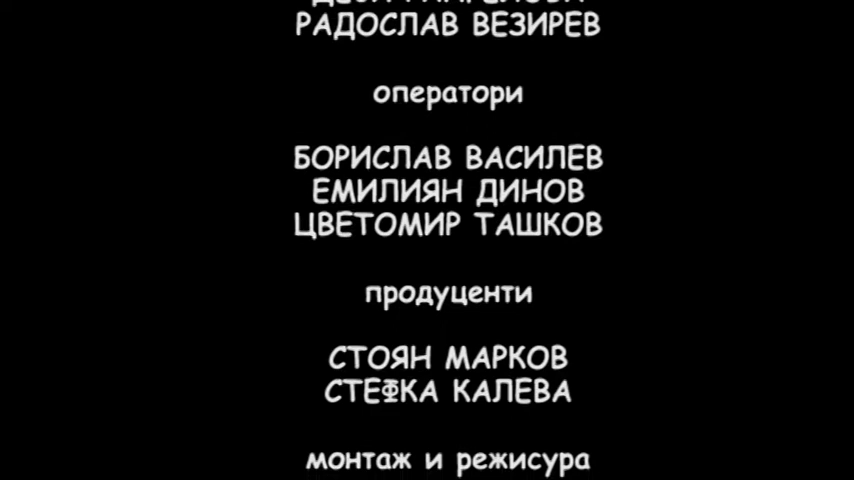 РАДОСЛАВ ВЕЗИРЕВ
оператори
БОРИСЛАВ ВАСИЛЕВ
ЕМИЛИЯН ДИНОВ
ЦВЕТОМИР ТАШКОВ
продуценти
СТОЯН МАРКОВ
СТЕФКА КАЛЕВА
монтаж и режисура